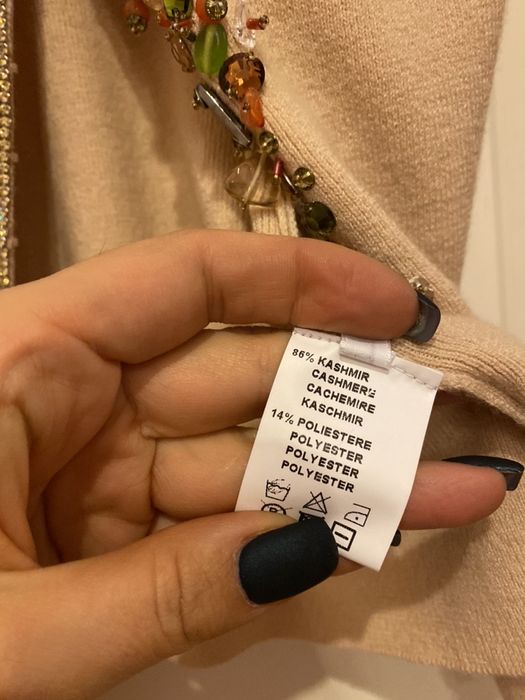 86% KASHMIR
CASHMERE
CACHEMIRE
KASCHMIR
14% POLIESTERE
POLYESTER
POLYESTER
POLYESTER